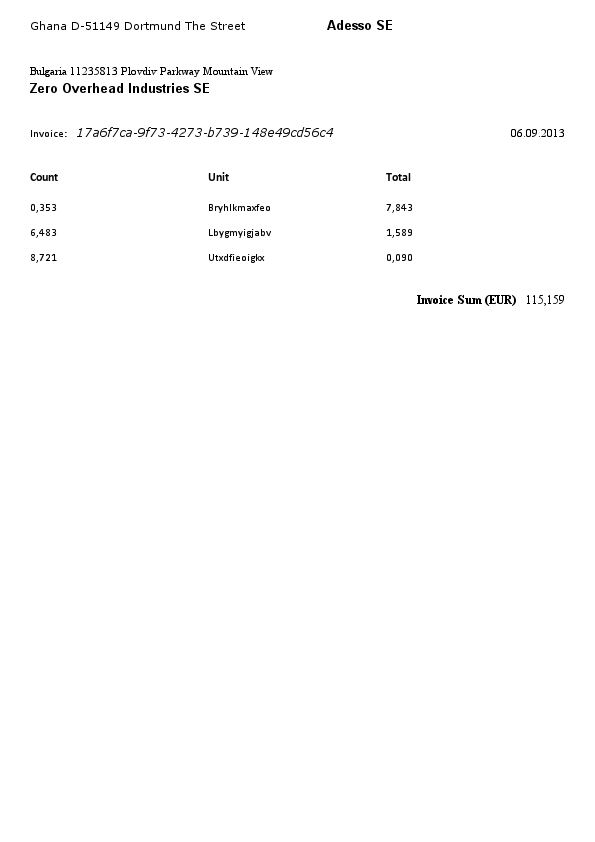 Ghana D-51149 Dortmund The Street Adesso SE
Bulgaria 11235813 Plovdiv Parkway Mountain View
Zero Overhead Industries SE
Invoice: 17a6f7ca-9f73-4273-b739-148e49cd56c4 06.09.2013
Count Unit Total
0,353 Bryhlkmaxfeo 7,843
6,483 Lbygmyigjabv 1,589
8,721 Utxdfieoigkx 0,090
Invoice Sum (EUR) 115,159